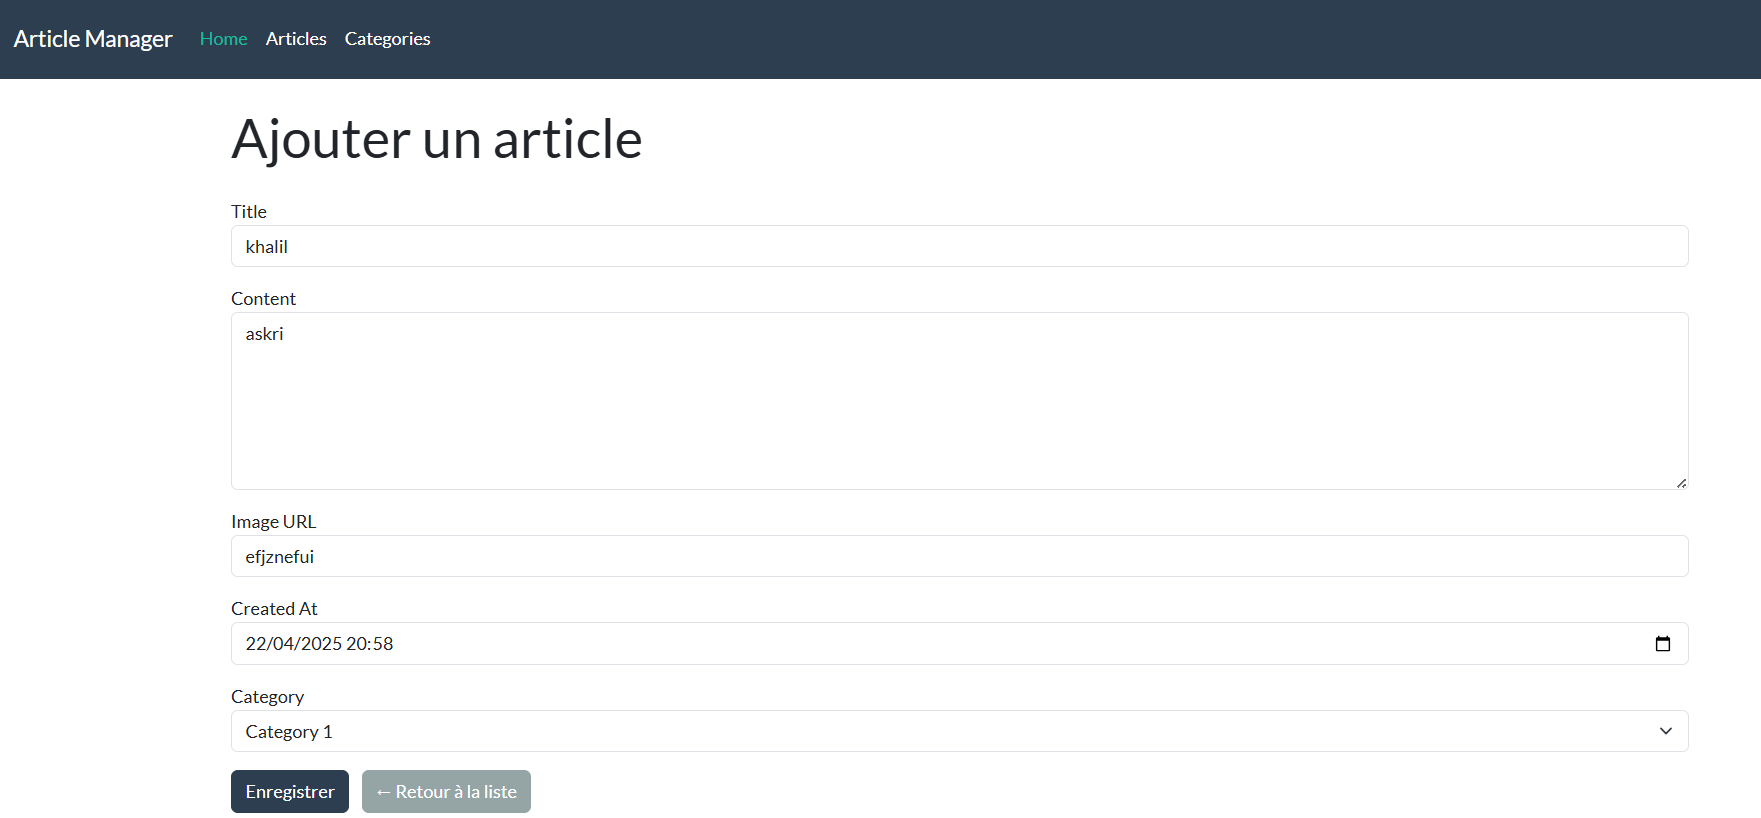 Article Manager Home Articles Categories
Ajouter un article
Title
khalil
Content
askri
Image URL
efjznefui
Created At
22/04/2025 20:58
Category
Category 1
Enregistrer ← Retour à la liste